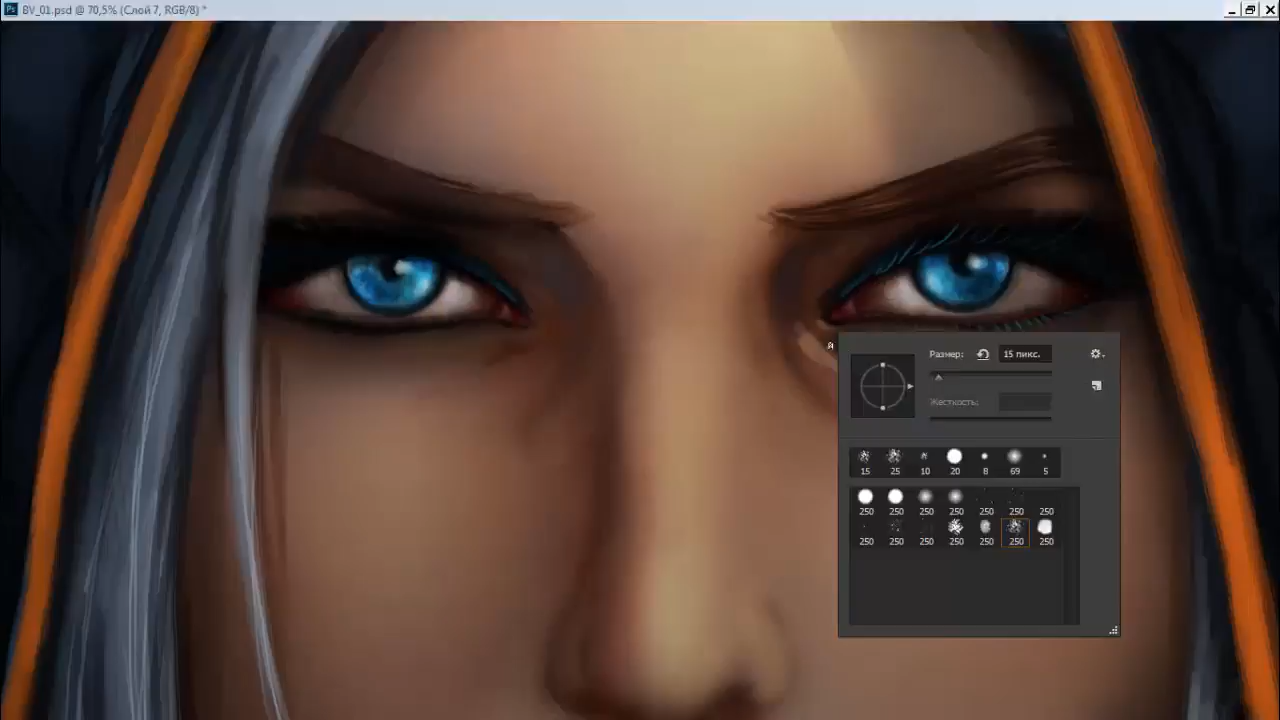 Ps BV_01.psd @ 70,5% (Слой 7, RGB/8) *
Размер: 15 пикс.
Жесткость:
15 25 10 20 8 69 5
250 250 250 250 250 250 250
250 250 250 250 250 250 250